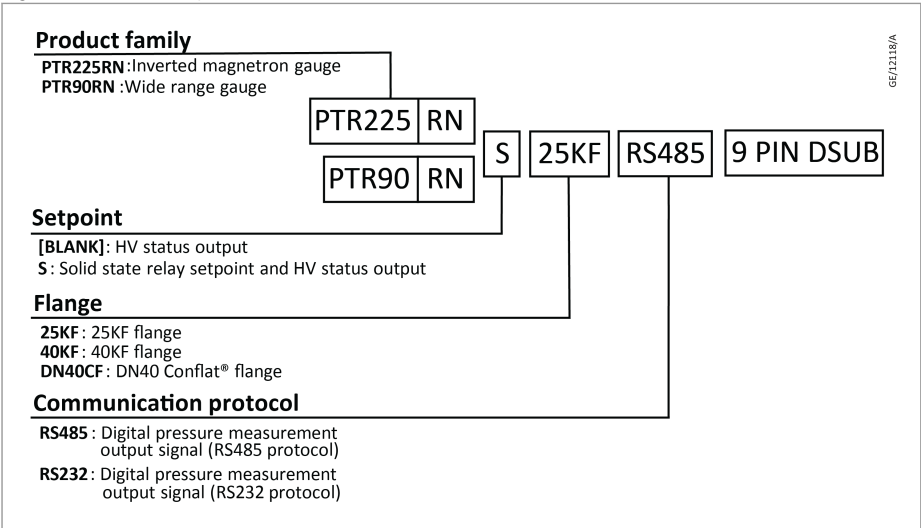 Product family
PTR225RN :Inverted magnetron gauge
PTR90RN :Wide range gauge
GE/12118/A
PTR225 RN
PTR90 RN
S 25KF RS485 9 PIN DSUB
Setpoint
[BLANK]: HV status output
S : Solid state relay setpoint and HV status output
Flange
25KF : 25KF flange
40KF : 40KF flange
DN40CF : DN40 Conflat® flange
Communication protocol
RS485 : Digital pressure measurement
output signal (RS485 protocol)
RS232 : Digital pressure measurement
output signal (RS232 protocol)